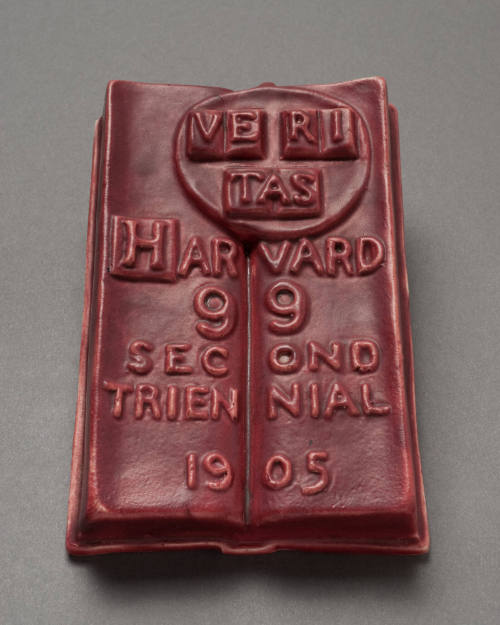 VE RI
TAS
HARVARD
99
SECOND
TRIENNIAL
1905